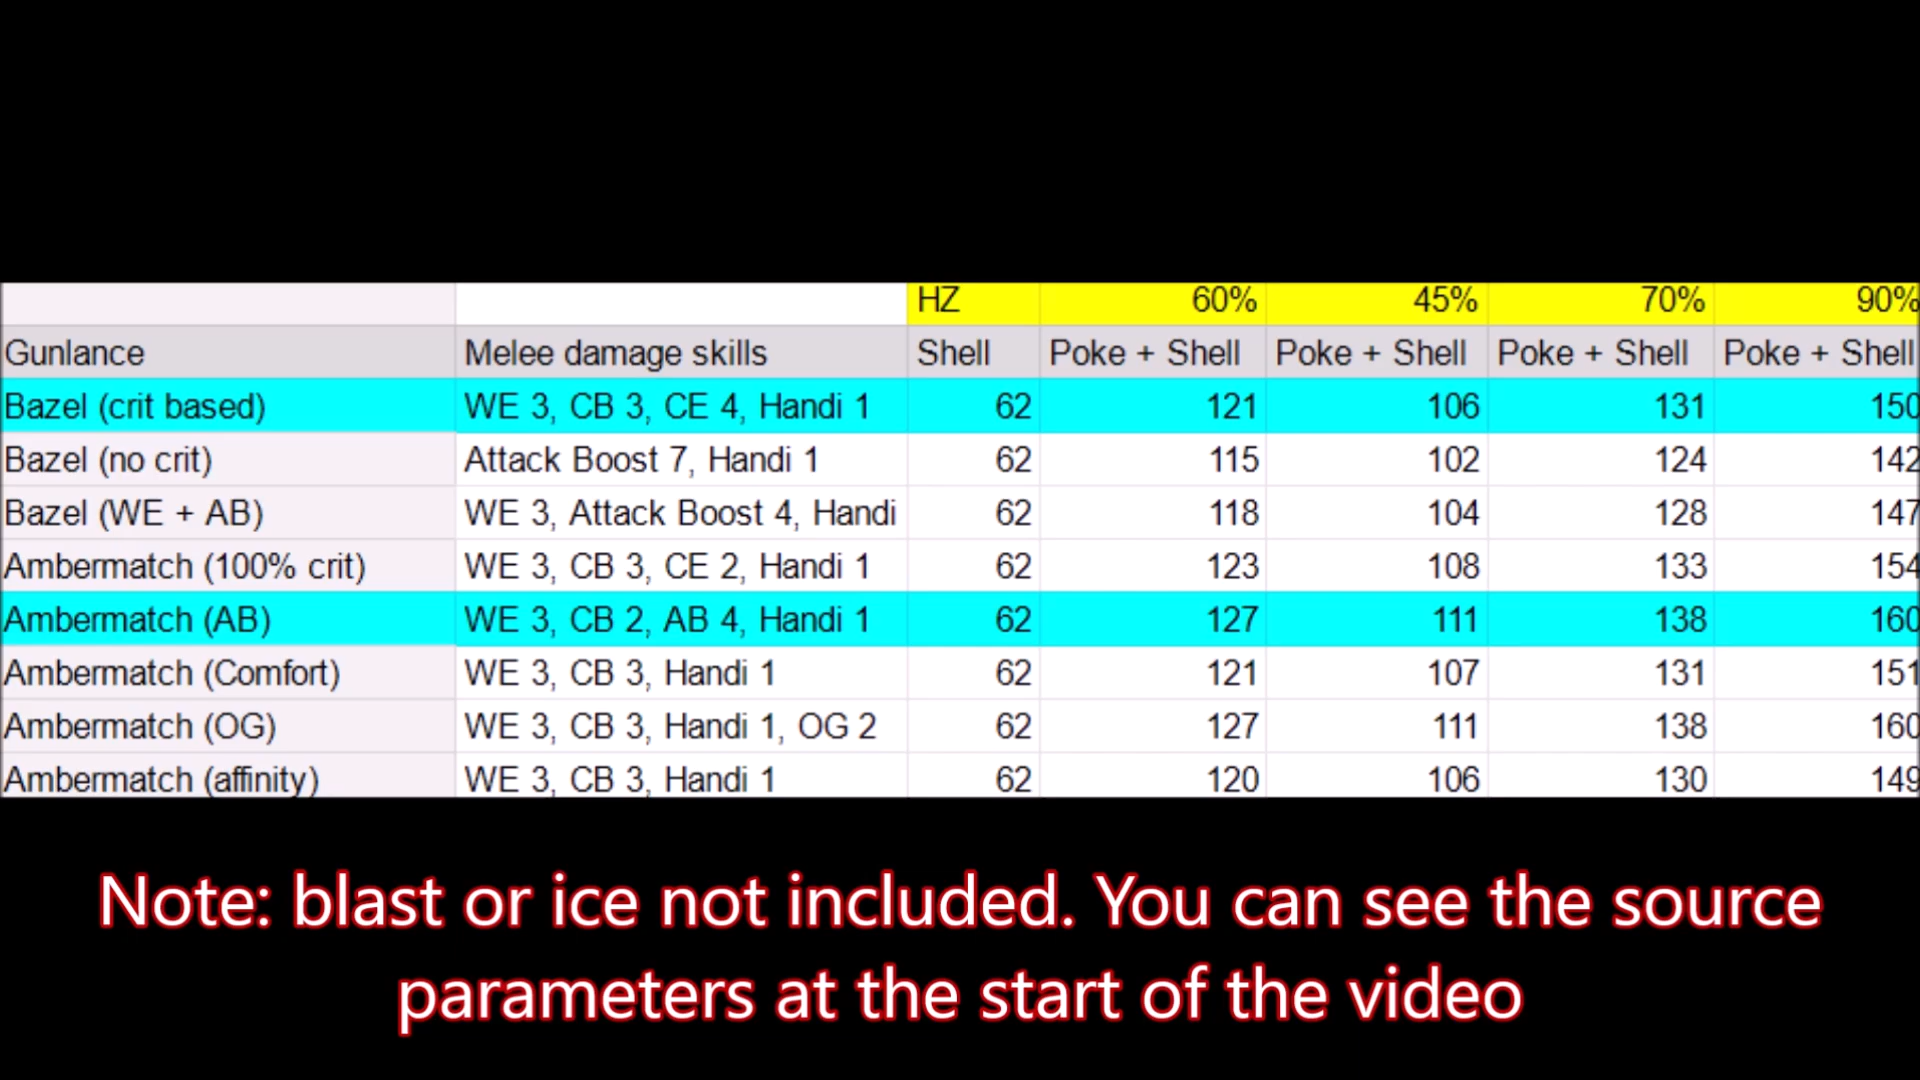 HZ 60% 45% 70% 90%
Gunlance Melee damage skills Shell Poke + Shell Poke + Shell Poke + Shell Poke + Shell
Bazel (crit based) WE 3, CB 3, CE 4, Handi 1 62 121 106 131 150
Bazel (no crit) Attack Boost 7, Handi 1 62 115 102 124 142
Bazel (WE + AB) WE 3, Attack Boost 4, Handi 62 118 104 128 147
Ambermatch (100% crit) WE 3, CB 3, CE 2, Handi 1 62 123 108 133 154
Ambermatch (AB) WE 3, CB 2, AB 4, Handi 1 62 127 111 138 160
Ambermatch (Comfort) WE 3, CB 3, Handi 1 62 121 107 131 151
Ambermatch (OG) WE 3, CB 3, Handi 1, OG 2 62 127 111 138 160
Ambermatch (affinity) WE 3, CB 3, Handi 1 62 120 106 130 149
Note: blast or ice not included. You can see the source
parameters at the start of the video